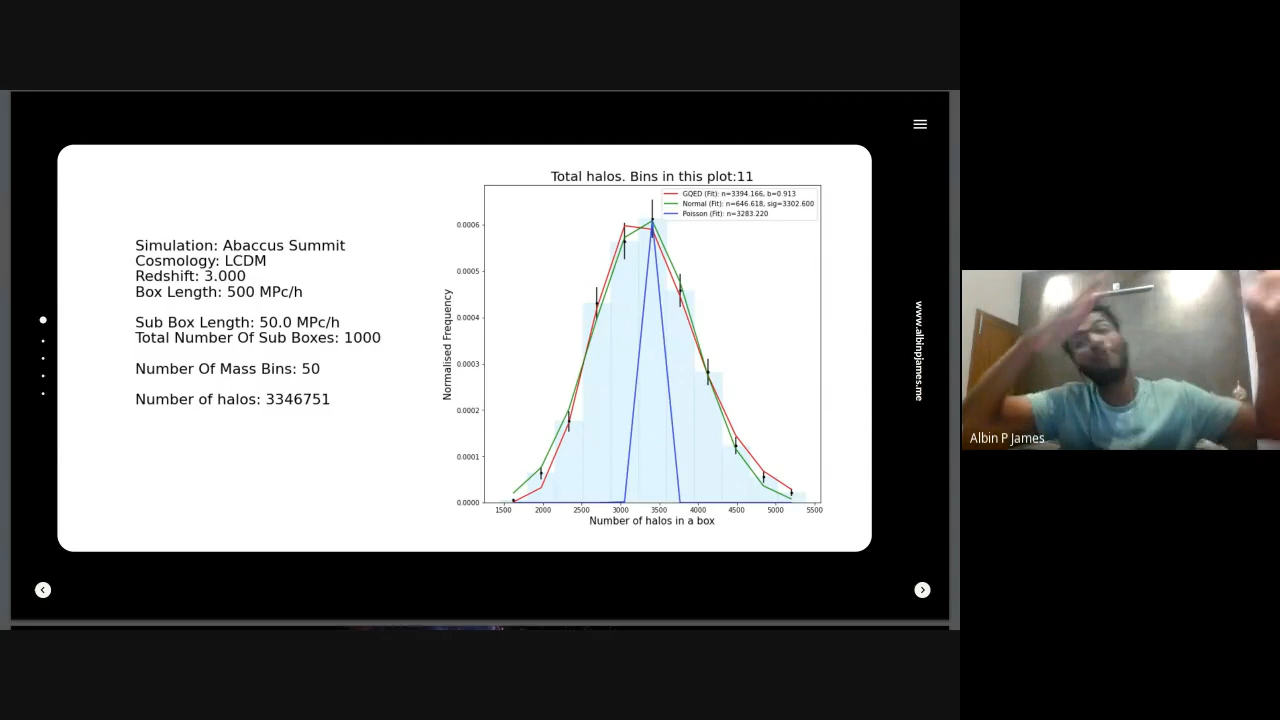 Simulation: Abaccus Summit
Cosmology: LCDM
Redshift: 3.000
Box Length: 500 MPc/h
Sub Box Length: 50.0 MPc/h
Total Number Of Sub Boxes: 1000
Number Of Mass Bins: 50
Number of halos: 3346751
Total halos. Bins in this plot:11
GQED (Fit): n=3394.166, b=0.913
Normal (Fit): n=646.618, sig=3302.600
Poisson (Fit): n=3283.220
Normalised Frequency
0.0006
0.0005
0.0004
0.0003
0.0002
0.0001
0.0000
1500 2000 2500 3000 3500 4000 4500 5000 5500
Number of halos in a box
www.albinpjames.me
Albin P James